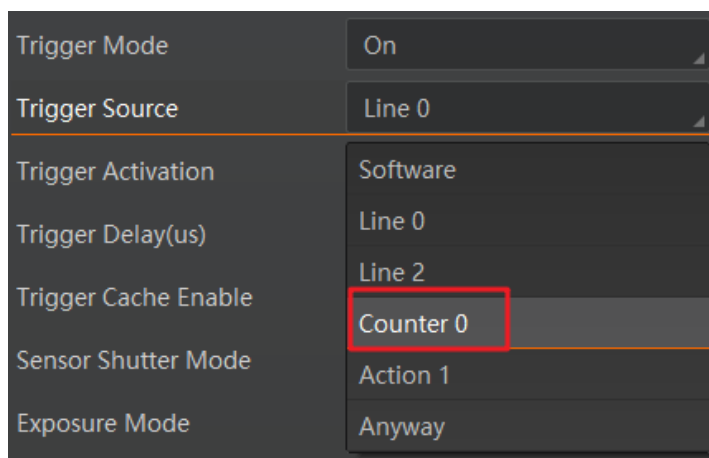 Trigger Mode On
Trigger Source Line 0
Trigger Activation Software
Trigger Delay(us) Line 0
Line 2
Trigger Cache Enable
Counter 0
Sensor Shutter Mode
Action 1
Exposure Mode Anyway